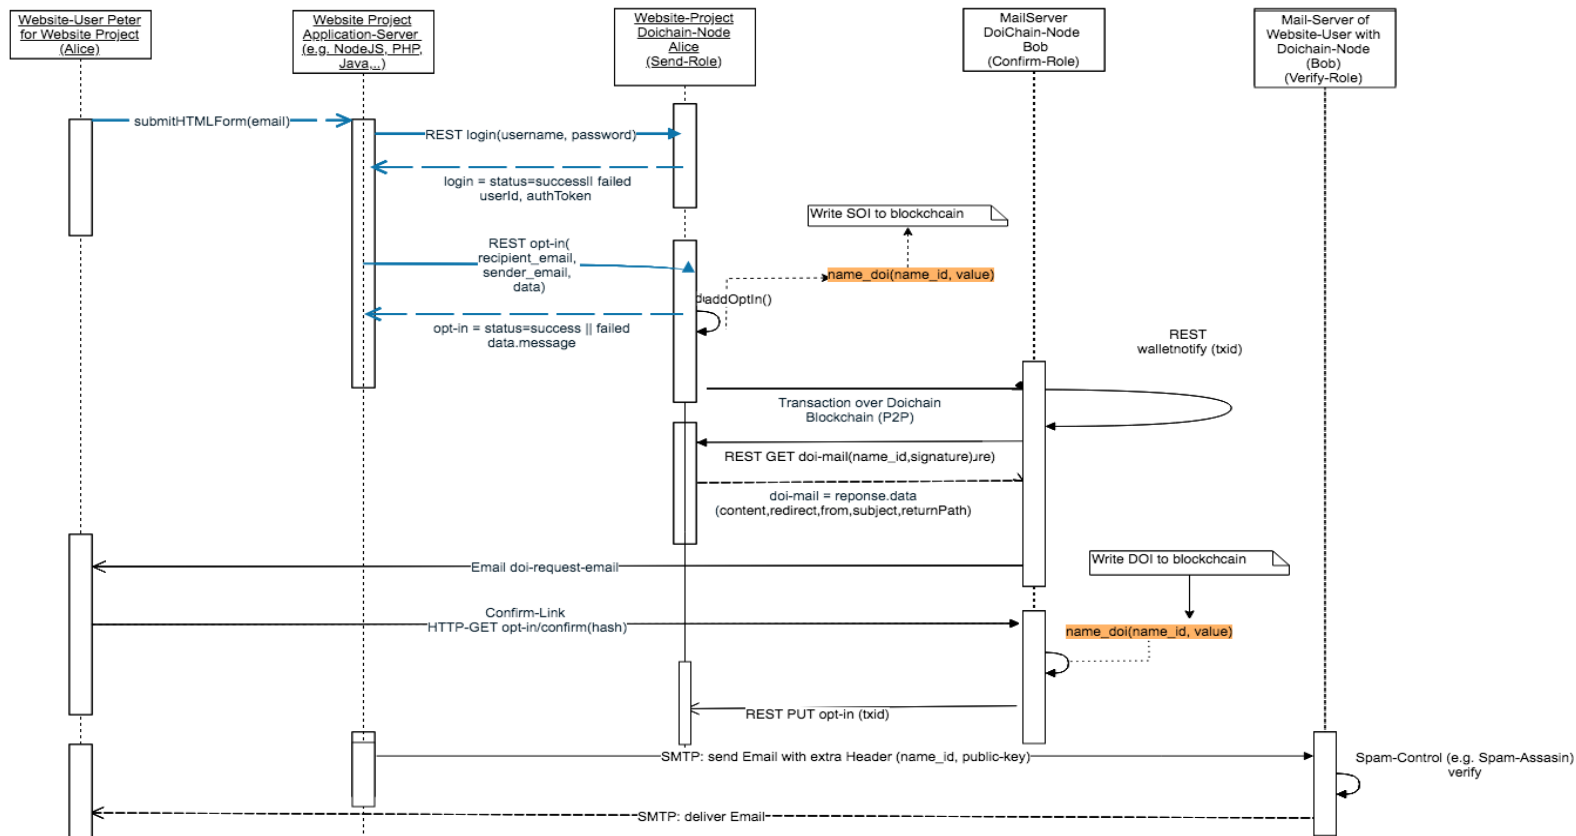 Website-User Peter
for Website Project
(Alice)
Website Project
Application-Server
(e.g. NodeJS, PHP,
Java,..)
Website-Project
Doichain-Node
Alice
(Send-Role)
MailServer
DoiChain-Node
Bob
(Confirm-Role)
Mail-Server of
Website-User with
Doichain-Node
(Bob)
(Verify-Role)
submitHTMLForm(email)
REST login(username, password)
login = status=success|| failed
userId, authToken
Write SOI to blockchcain
REST opt-in(
recipient_email,
sender_email,
data)
name_doi(name_id, value)
addOptIn()
opt-in = status=success || failed
data.message
REST
walletnotify (txid)
Transaction over Doichain
Blockchain (P2P)
REST GET doi-mail(name_id,signature)
doi-mail = reponse.data
(content,redirect,from,subject,returnPath)
Write DOI to blockchcain
Email doi-request-email
Confirm-Link
HTTP-GET opt-in/confirm(hash)
name_doi(name_id, value)
REST PUT opt-in (txid)
SMTP: send Email with extra Header (name_id, public-key)
Spam-Control (e.g. Spam-Assasin)
verify
SMTP: deliver Email